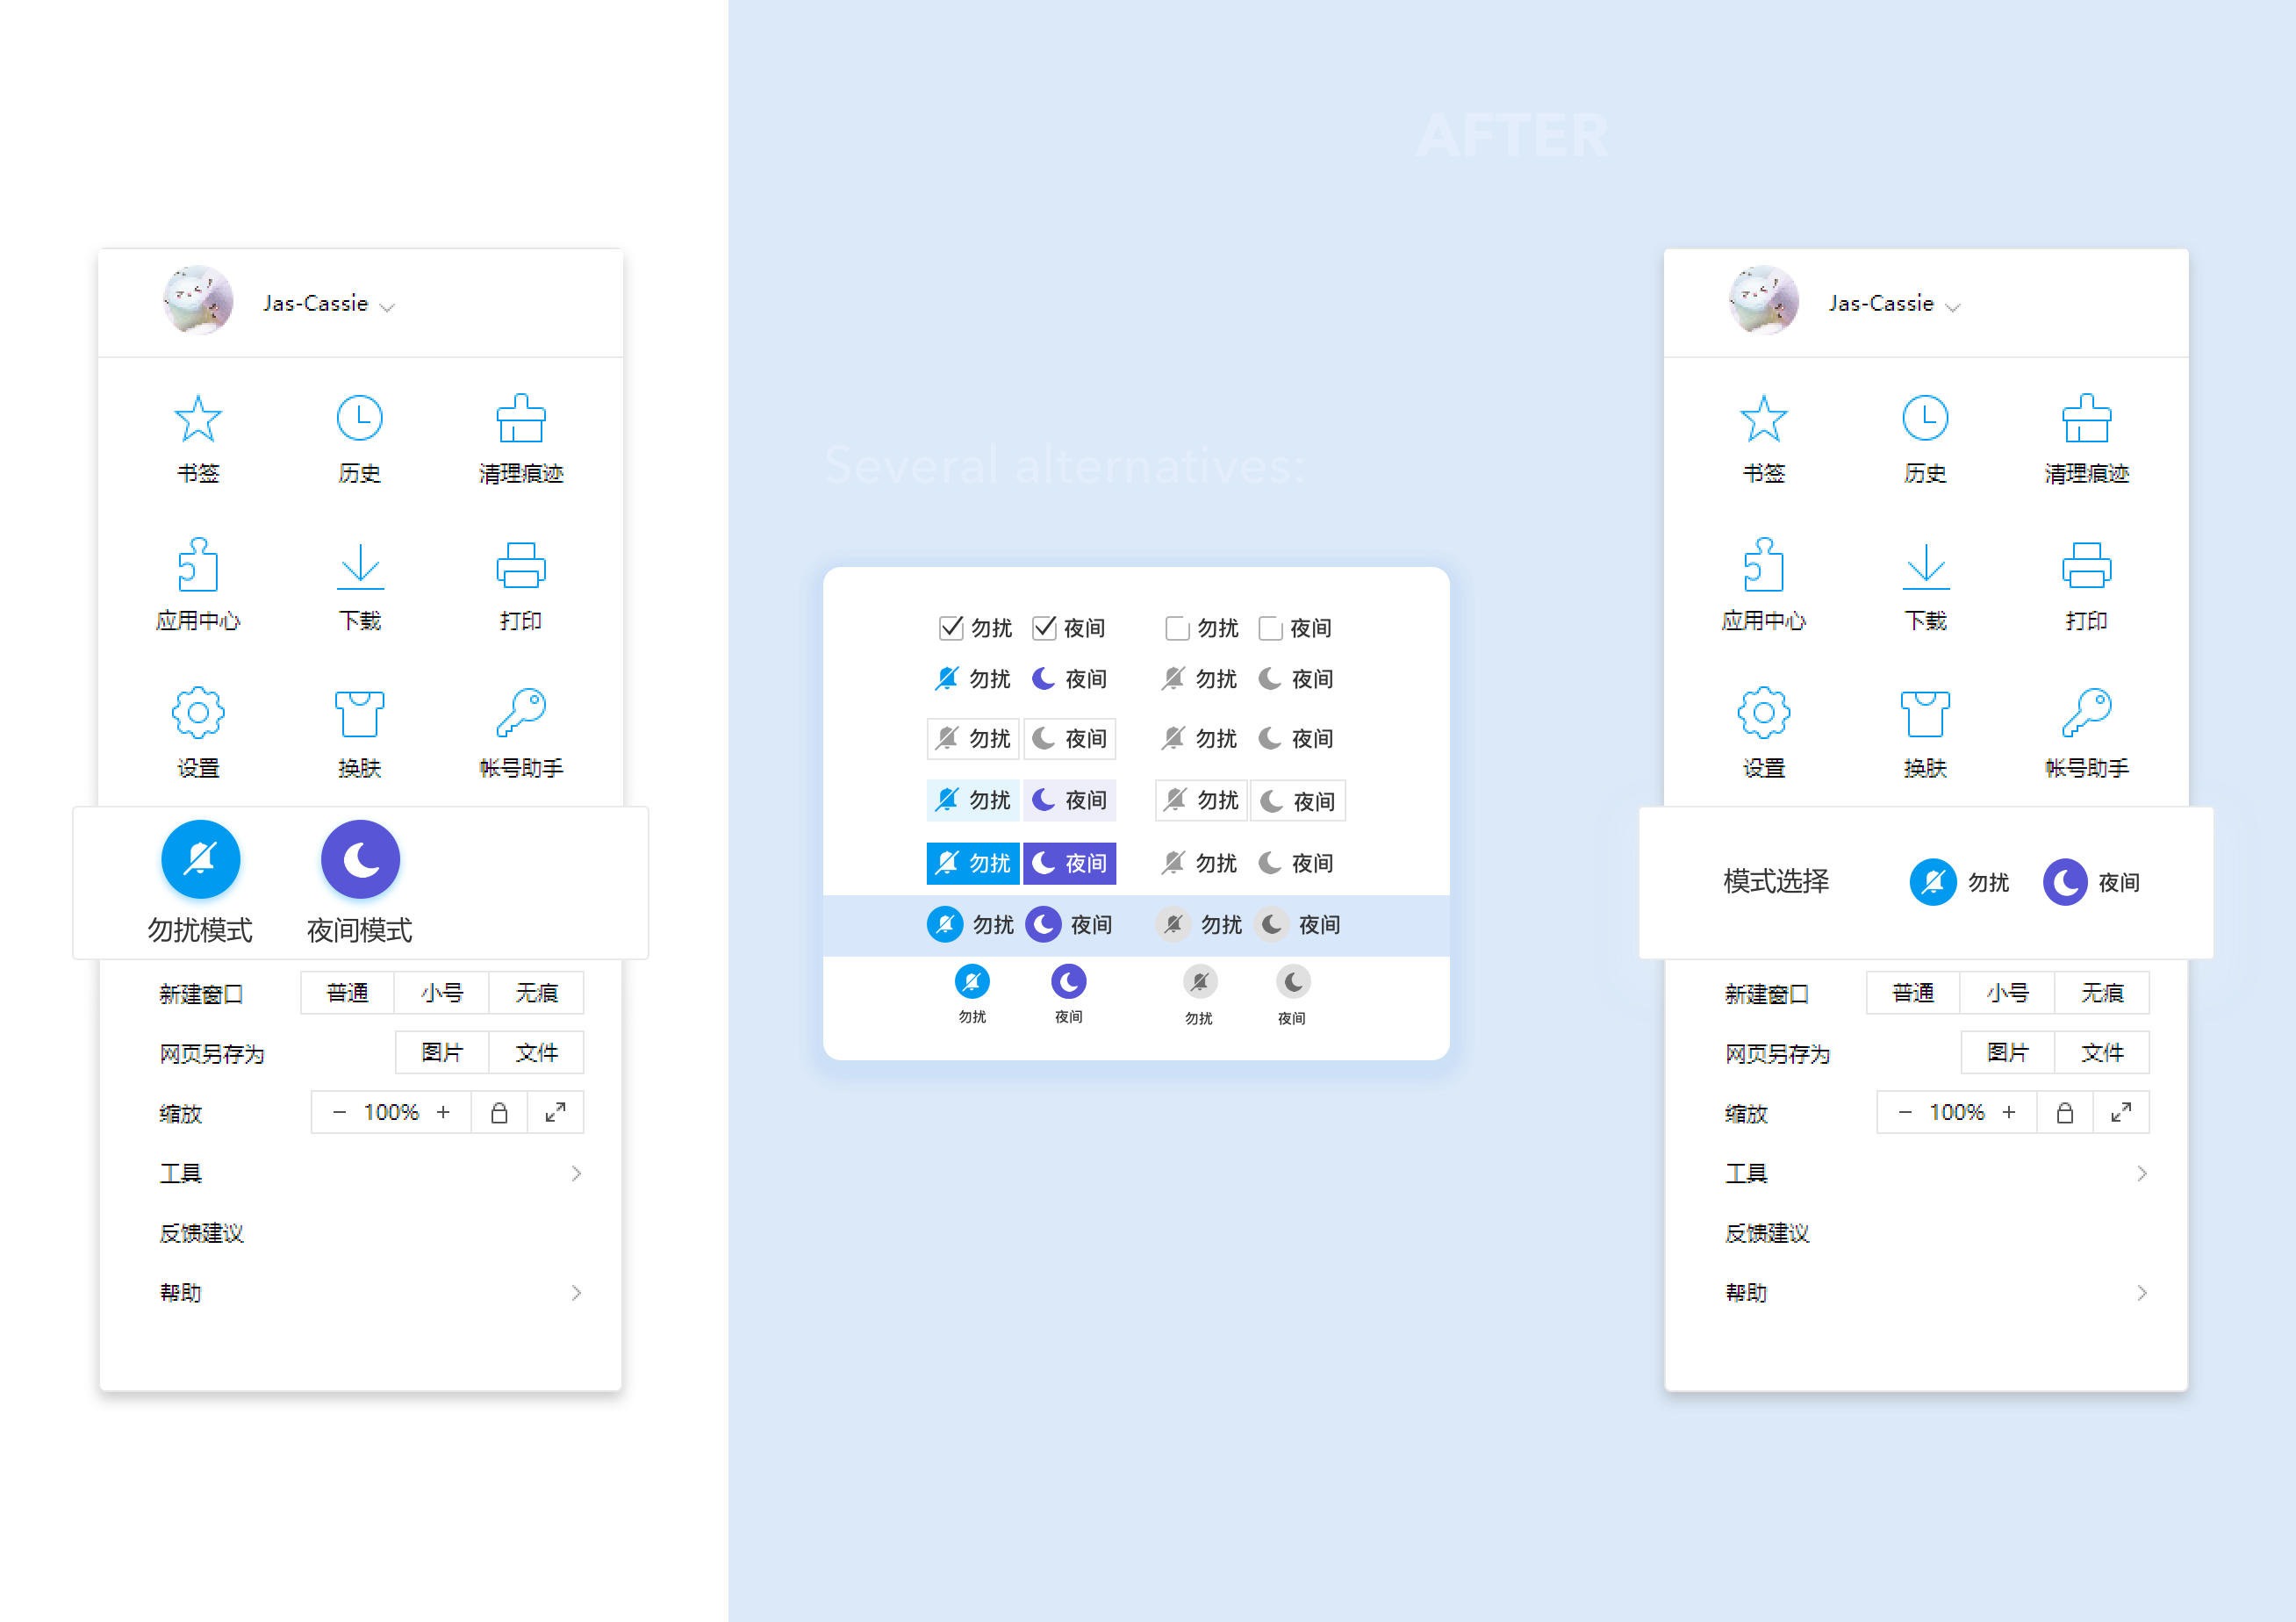 Jas-Cassie
书签 历史 清理痕迹
应用中心 下载 打印
设置 换肤 帐号助手
勿扰模式 夜间模式
新建窗口 普通 小号 无痕
网页另存为 图片 文件
缩放 − 100% +
工具
反馈建议
帮助
AFTER
Several alternatives:
勿扰 夜间 勿扰 夜间
勿扰 夜间 勿扰 夜间
勿扰 夜间 勿扰 夜间
勿扰 夜间 勿扰 夜间
勿扰 夜间 勿扰 夜间
勿扰 夜间 勿扰 夜间
勿扰 夜间 勿扰 夜间
Jas-Cassie
书签 历史 清理痕迹
应用中心 下载 打印
设置 换肤 帐号助手
模式选择 勿扰 夜间
新建窗口 普通 小号 无痕
网页另存为 图片 文件
缩放 − 100% +
工具
反馈建议
帮助